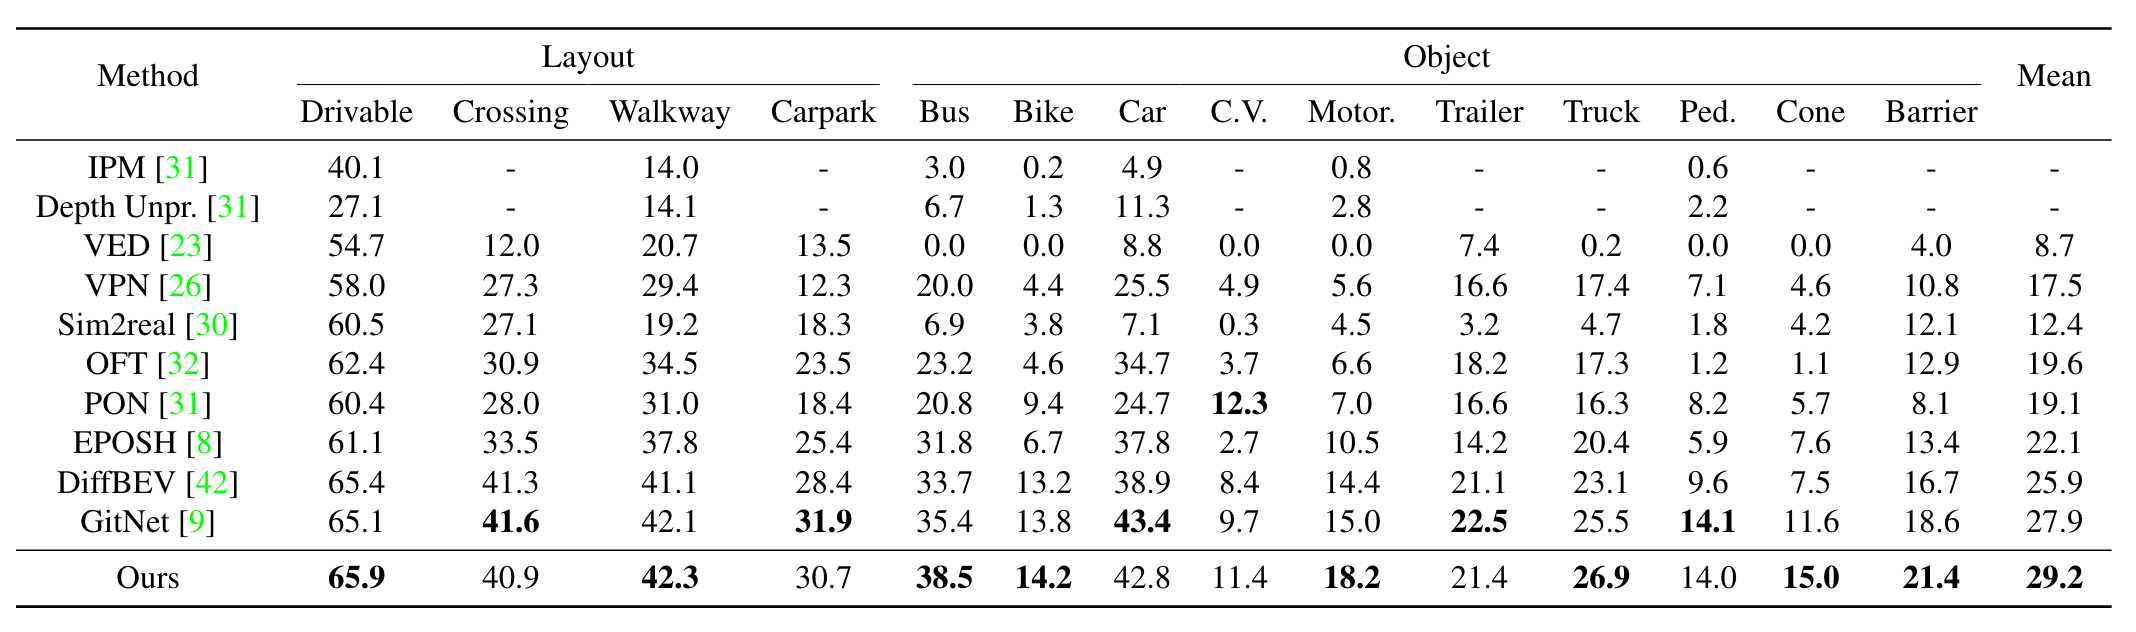 Method Layout Object Mean
Drivable Crossing Walkway Carpark Bus Bike Car C.V. Motor. Trailer Truck Ped. Cone Barrier
IPM [31] 40.1 - 14.0 - 3.0 0.2 4.9 - 0.8 - - 0.6 - - -
Depth Unpr. [31] 27.1 - 14.1 - 6.7 1.3 11.3 - 2.8 - - 2.2 - - -
VED [23] 54.7 12.0 20.7 13.5 0.0 0.0 8.8 0.0 0.0 7.4 0.2 0.0 0.0 4.0 8.7
VPN [26] 58.0 27.3 29.4 12.3 20.0 4.4 25.5 4.9 5.6 16.6 17.4 7.1 4.6 10.8 17.5
Sim2real [30] 60.5 27.1 19.2 18.3 6.9 3.8 7.1 0.3 4.5 3.2 4.7 1.8 4.2 12.1 12.4
OFT [32] 62.4 30.9 34.5 23.5 23.2 4.6 34.7 3.7 6.6 18.2 17.3 1.2 1.1 12.9 19.6
PON [31] 60.4 28.0 31.0 18.4 20.8 9.4 24.7 12.3 7.0 16.6 16.3 8.2 5.7 8.1 19.1
EPOSH [8] 61.1 33.5 37.8 25.4 31.8 6.7 37.8 2.7 10.5 14.2 20.4 5.9 7.6 13.4 22.1
DiffBEV [42] 65.4 41.3 41.1 28.4 33.7 13.2 38.9 8.4 14.4 21.1 23.1 9.6 7.5 16.7 25.9
GitNet [9] 65.1 41.6 42.1 31.9 35.4 13.8 43.4 9.7 15.0 22.5 25.5 14.1 11.6 18.6 27.9
Ours 65.9 40.9 42.3 30.7 38.5 14.2 42.8 11.4 18.2 21.4 26.9 14.0 15.0 21.4 29.2